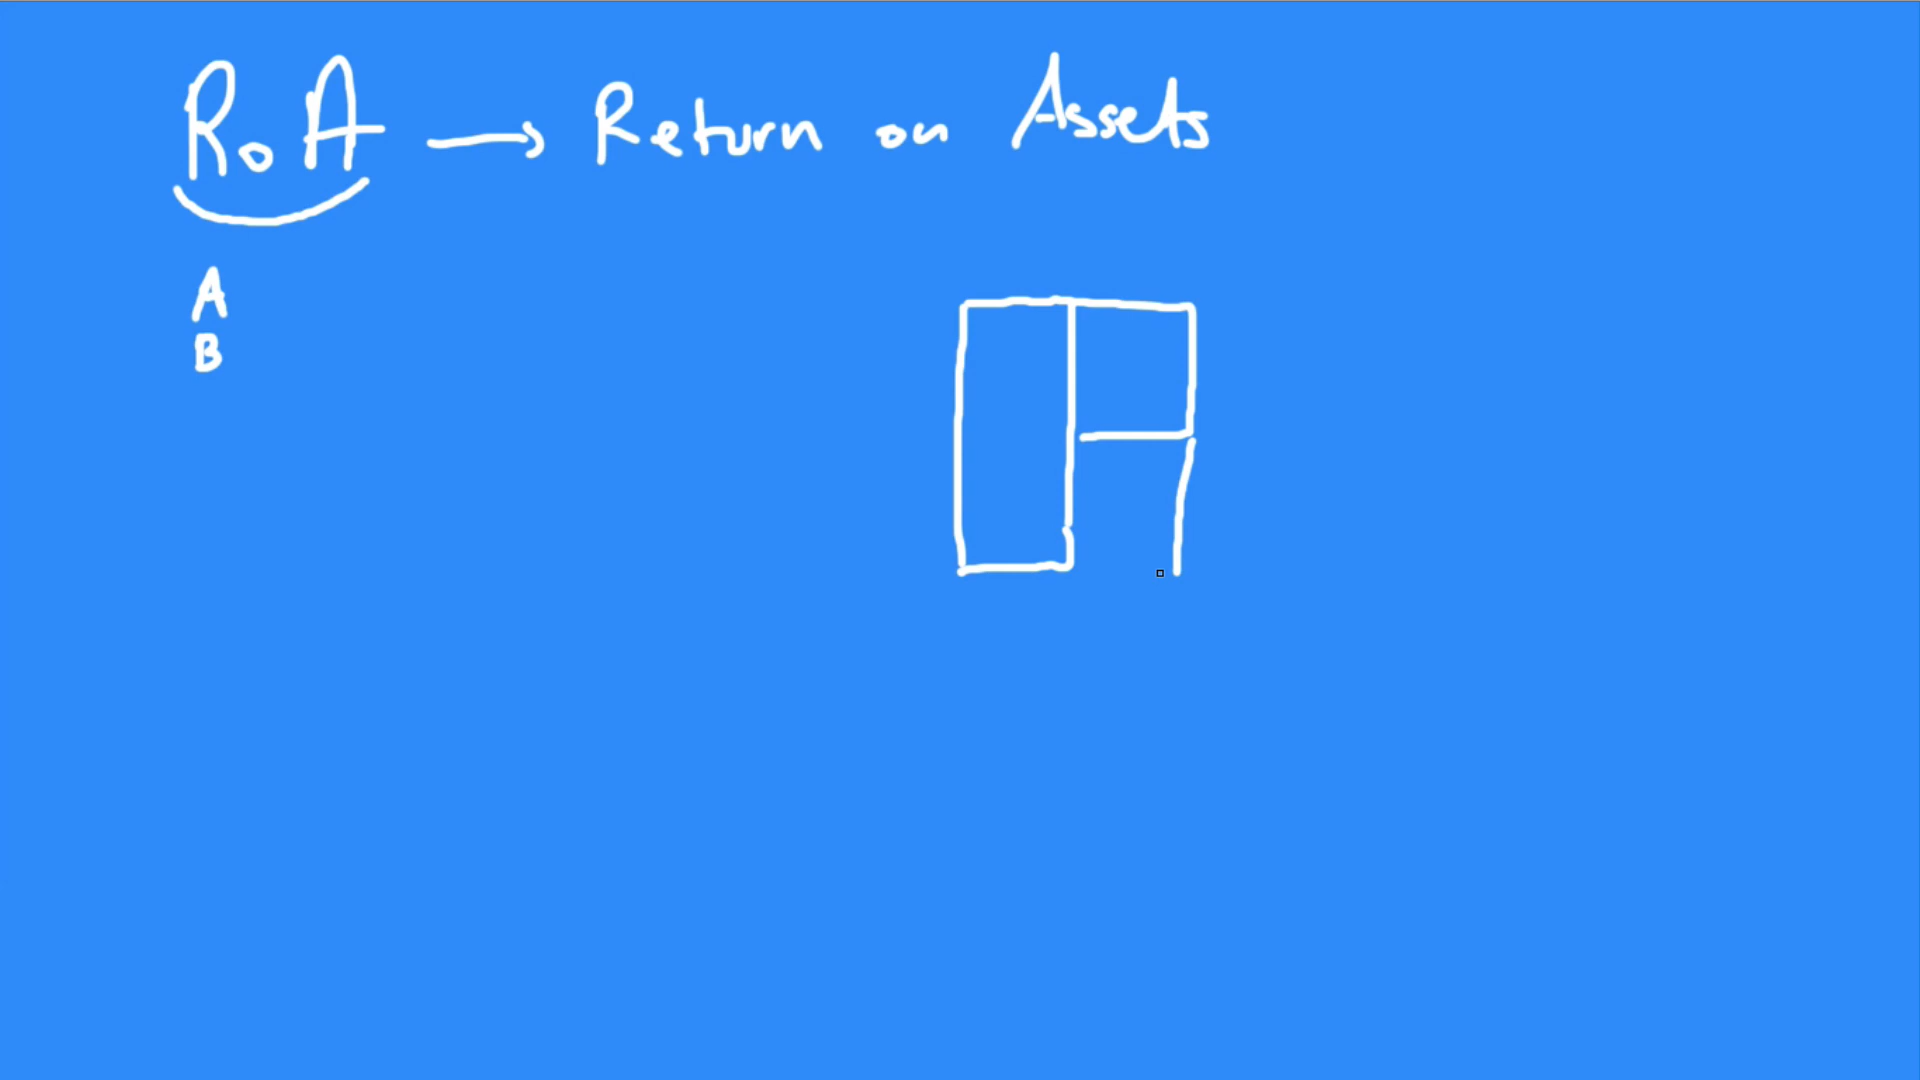 RoA → Return on Assets
A
B